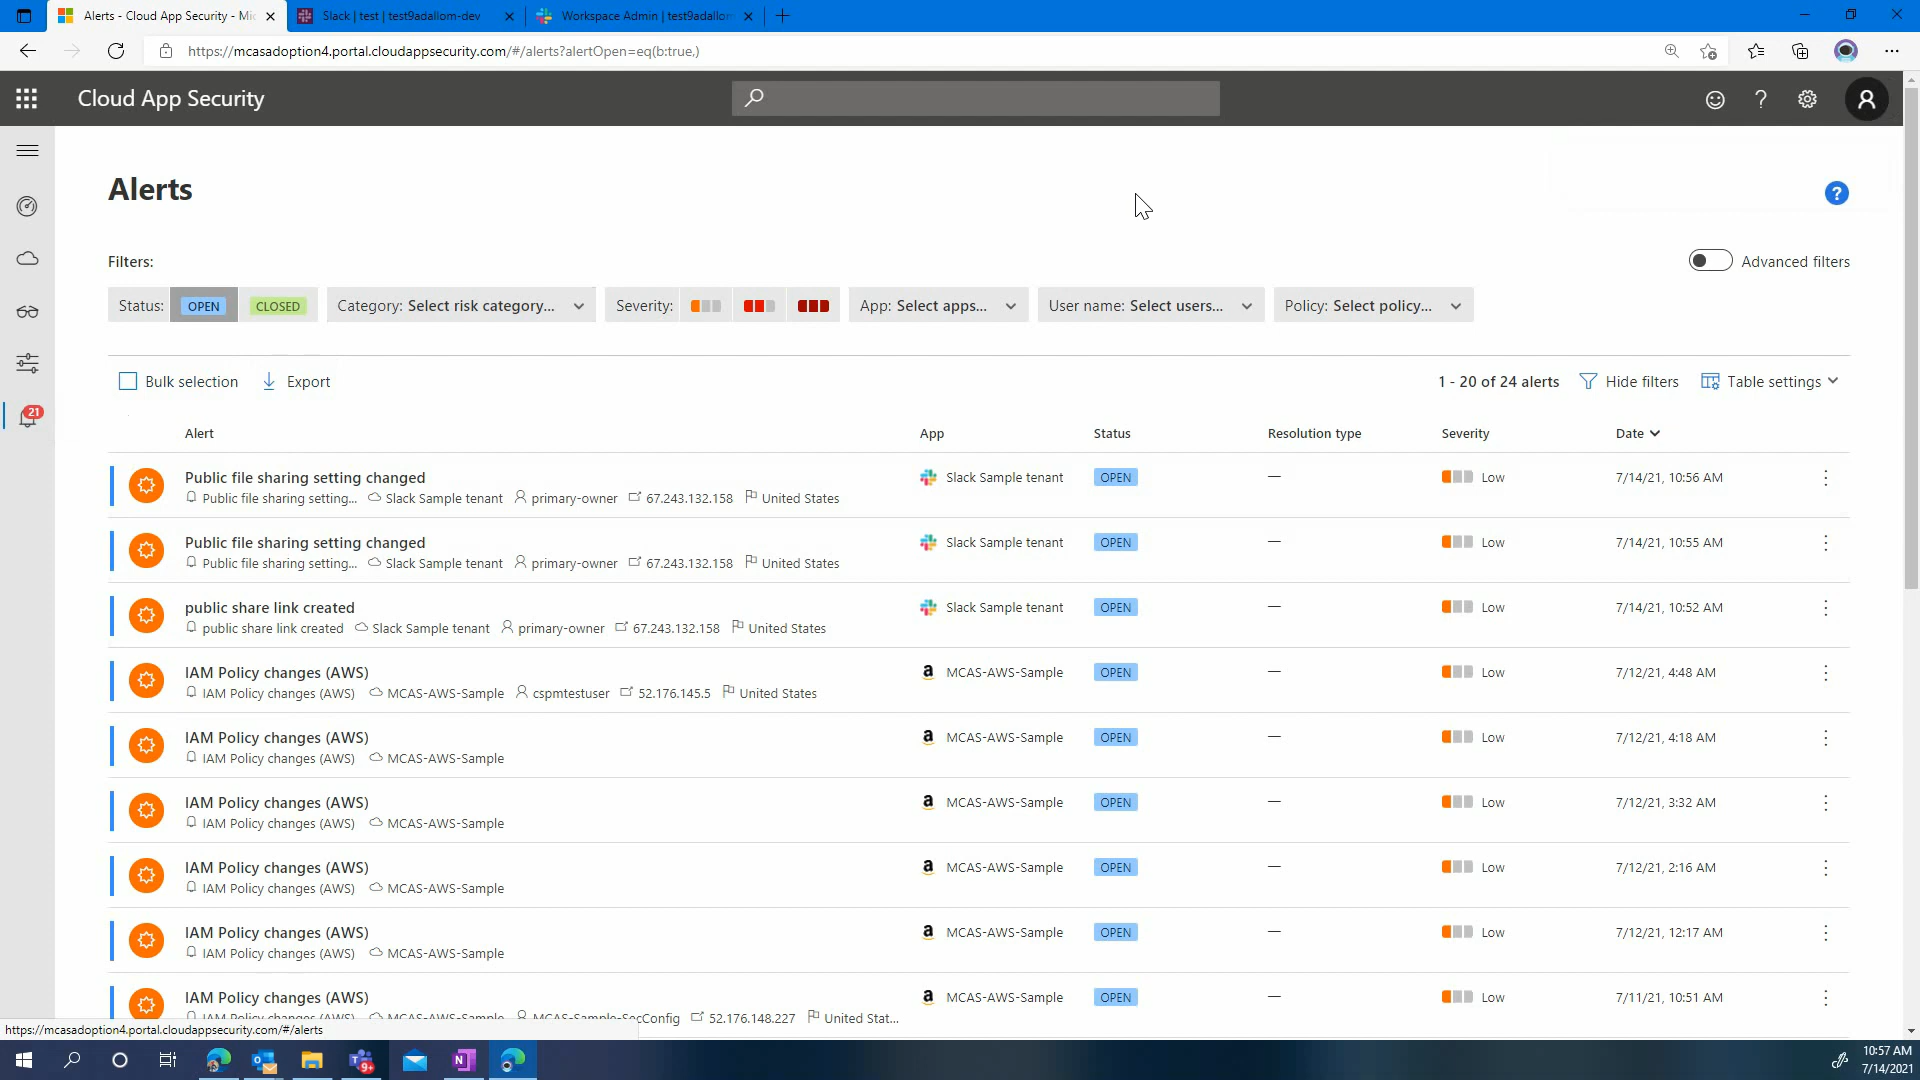 Alerts - Cloud App Security - Mic
Slack | test | test9adallom-dev
Workspace Admin | test9adallom
https://mcasadoption4.portal.cloudappsecurity.com/#/alerts?alertOpen=eq(b:true,)
Cloud App Security
?
Alerts
?
Filters:
Advanced filters
Status: OPEN CLOSED
Category: Select risk category...
Severity:
App: Select apps...
User name: Select users...
Policy: Select policy...
Bulk selection
Export
1 - 20 of 24 alerts
Hide filters
Table settings
21
Alert App Status Resolution type Severity Date
Public file sharing setting changed Slack Sample tenant OPEN — Low 7/14/21, 10:56 AM
Public file sharing setting... Slack Sample tenant primary-owner 67.243.132.158 United States
Public file sharing setting changed Slack Sample tenant OPEN — Low 7/14/21, 10:55 AM
Public file sharing setting... Slack Sample tenant primary-owner 67.243.132.158 United States
public share link created Slack Sample tenant OPEN — Low 7/14/21, 10:52 AM
public share link created Slack Sample tenant primary-owner 67.243.132.158 United States
IAM Policy changes (AWS) MCAS-AWS-Sample OPEN — Low 7/12/21, 4:48 AM
IAM Policy changes (AWS) MCAS-AWS-Sample cspmtestuser 52.176.145.5 United States
IAM Policy changes (AWS) MCAS-AWS-Sample OPEN — Low 7/12/21, 4:18 AM
IAM Policy changes (AWS) MCAS-AWS-Sample
IAM Policy changes (AWS) MCAS-AWS-Sample OPEN — Low 7/12/21, 3:32 AM
IAM Policy changes (AWS) MCAS-AWS-Sample
IAM Policy changes (AWS) MCAS-AWS-Sample OPEN — Low 7/12/21, 2:16 AM
IAM Policy changes (AWS) MCAS-AWS-Sample
IAM Policy changes (AWS) MCAS-AWS-Sample OPEN — Low 7/12/21, 12:17 AM
IAM Policy changes (AWS) MCAS-AWS-Sample
IAM Policy changes (AWS) MCAS-AWS-Sample OPEN — Low 7/11/21, 10:51 AM
IAM Policy changes (AWS) MCAS-AWS-Sample MCAS-Sample-SecConfig 52.176.148.227 United Stat...
https://mcasadoption4.portal.cloudappsecurity.com/#/alerts
9+
10:57 AM
7/14/2021